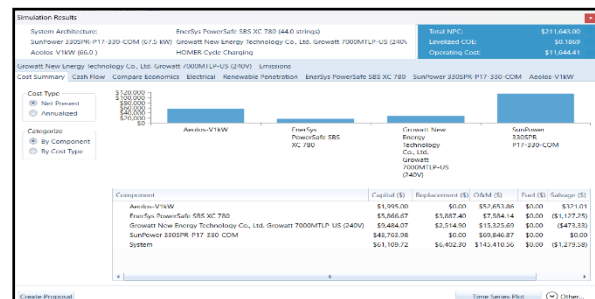 Simulation Results
System Architecture: EnerSys PowerSafe SBS XC 780 (44.0 strings)
SunPower 330SPR-P17-330-COM (67.5 kW) Growatt New Energy Technology Co., Ltd. Growatt 7000MTLP-US (240V)
Aeolos-V1kW (66.0 ) HOMER Cycle Charging
Total NPC: $211,643.00
Levelized COE: $0.1869
Operating Cost: $11,644.41
Growatt New Energy Technology Co., Ltd. Growatt 7000MTLP-US (240V) Emissions
Cost Summary Cash Flow Compare Economics Electrical Renewable Penetration EnerSys PowerSafe SBS XC 780 SunPower 330SPR-P17-330-COM Aeolos-V1kW
Cost Type
Net Present
Annualized
Categorize
By Component
By Cost Type
$120,000
$100,000
$80,000
$60,000
$40,000
$20,000
$0
Aeolos-V1kW
EnerSys
PowerSafe SBS
XC 780
Growatt New
Energy
Technology
Co., Ltd.
Growatt
7000MTLP-US
(240V)
SunPower
330SPR
P17-330-COM
Component Capital ($) Replacement ($) O&M ($) Fuel ($) Salvage ($)
Aeolos-V1kW $1,995.00 $0.00 $52,653.86 $0.00 $321.01
EnerSys PowerSafe SBS XC 780 $5,866.67 $3,887.40 $7,584.14 $0.00 ($1,127.25)
Growatt New Energy Technology Co., Ltd. Growatt 7000MTLP-US (240V) $9,484.07 $2,514.90 $15,325.69 $0.00 ($473.33)
SunPower 330SPR-P17-330-COM $43,763.98 $0.00 $69,846.87 $0.00 $0.00
System $61,109.72 $6,402.30 $145,410.56 $0.00 ($1,279.58)
Create Proposal
Time Series Plot
Other...